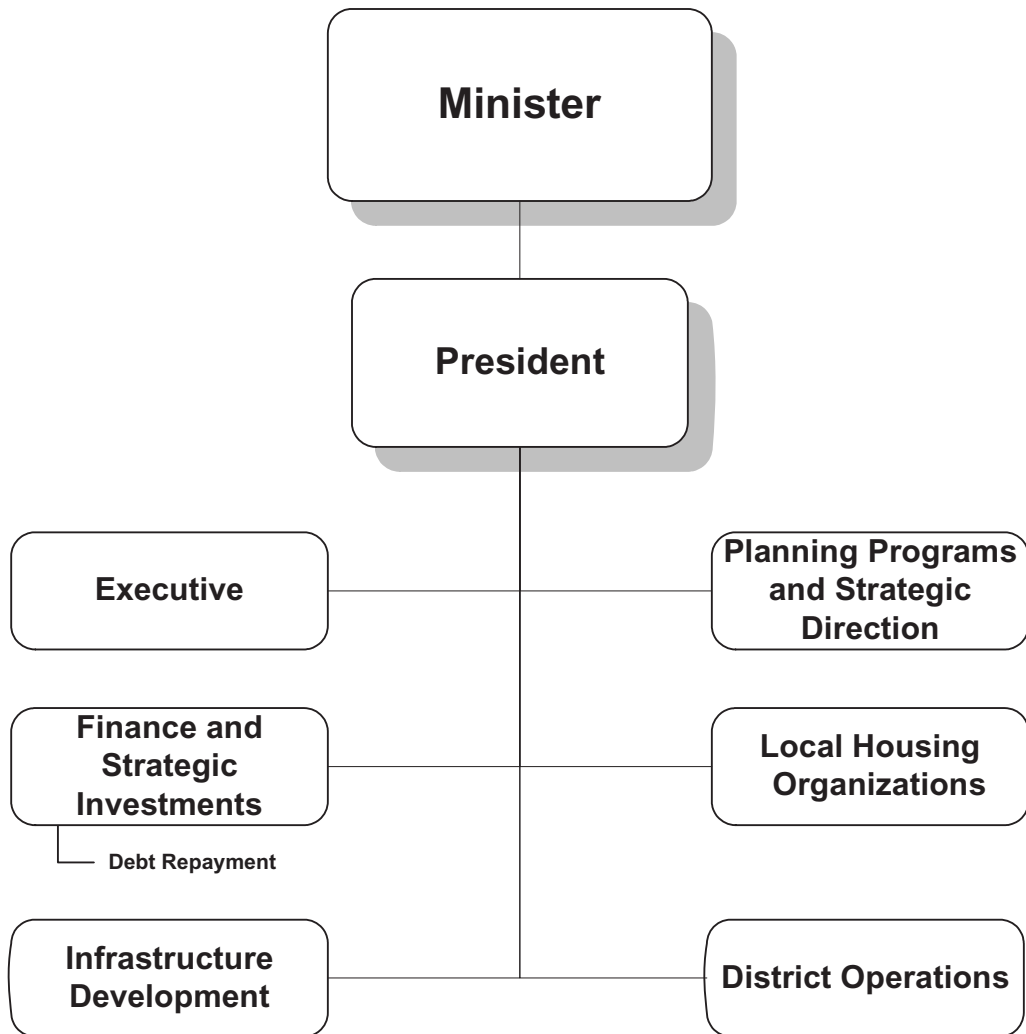 Minister
President
Executive
Planning Programs
and Strategic
Direction
Finance and
Strategic
Investments
Debt Repayment
Local Housing
Organizations
Infrastructure
Development
District Operations